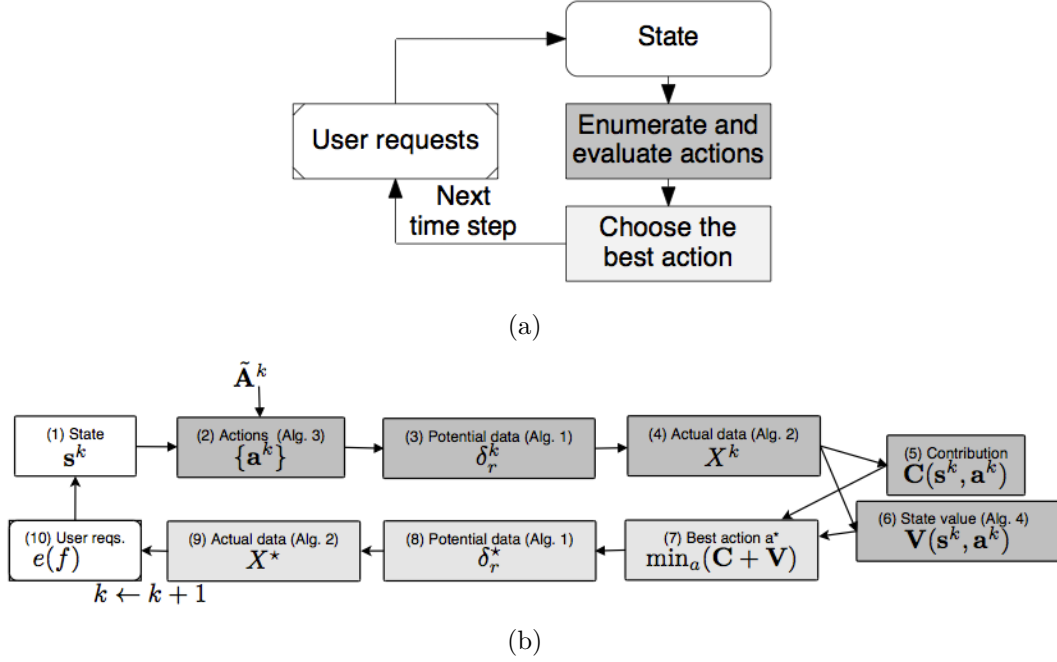 State
User requests
Enumerate and
evaluate actions
Next
time step
Choose the
best action
(a)
Ã^k
(1) State
s^k
(2) Actions (Alg. 3)
{a^k}
(3) Potential data (Alg. 1)
δ_r^k
(4) Actual data (Alg. 2)
X^k
(5) Contribution
C(s^k, a^k)
(6) State value (Alg. 4)
V(s^k, a^k)
(7) Best action a*
min_a(C + V)
(8) Potential data (Alg. 1)
δ_r^⋆
(9) Actual data (Alg. 2)
X^⋆
(10) User reqs.
e(f)
k ← k + 1
(b)